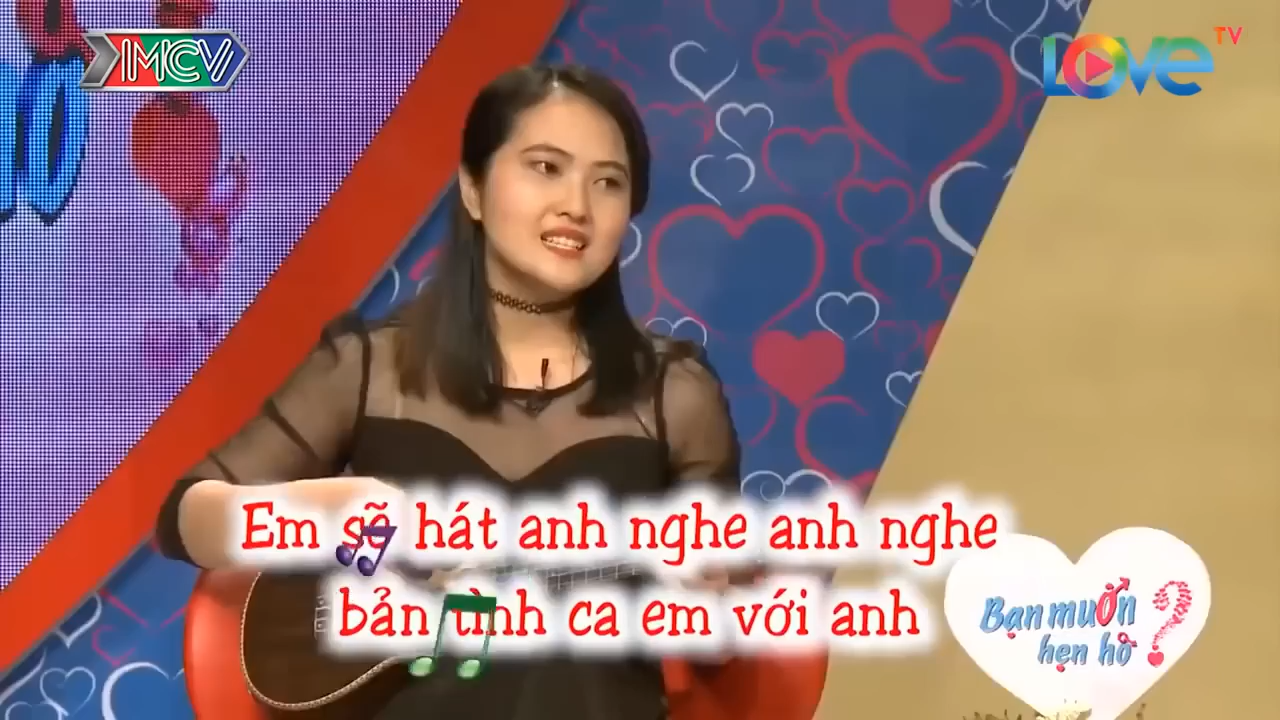 MCV
LOVE TV
Em sẽ hát anh nghe anh nghe
bản tình ca em với anh
Bạn muốn
hẹn hò ?